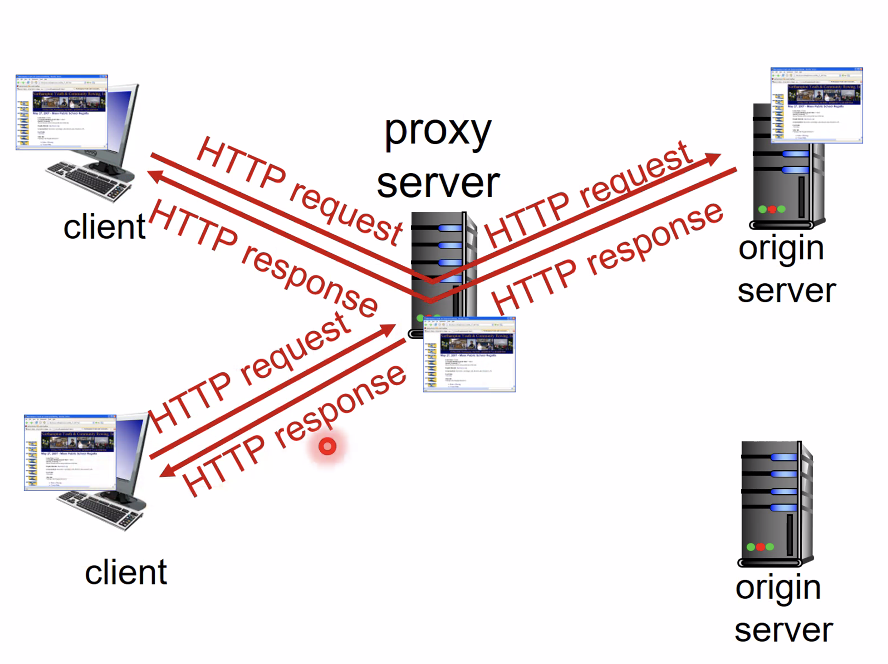 proxy
server
HTTP request
HTTP response
client
HTTP request
HTTP response
origin
server
HTTP request
HTTP response
client
origin
server